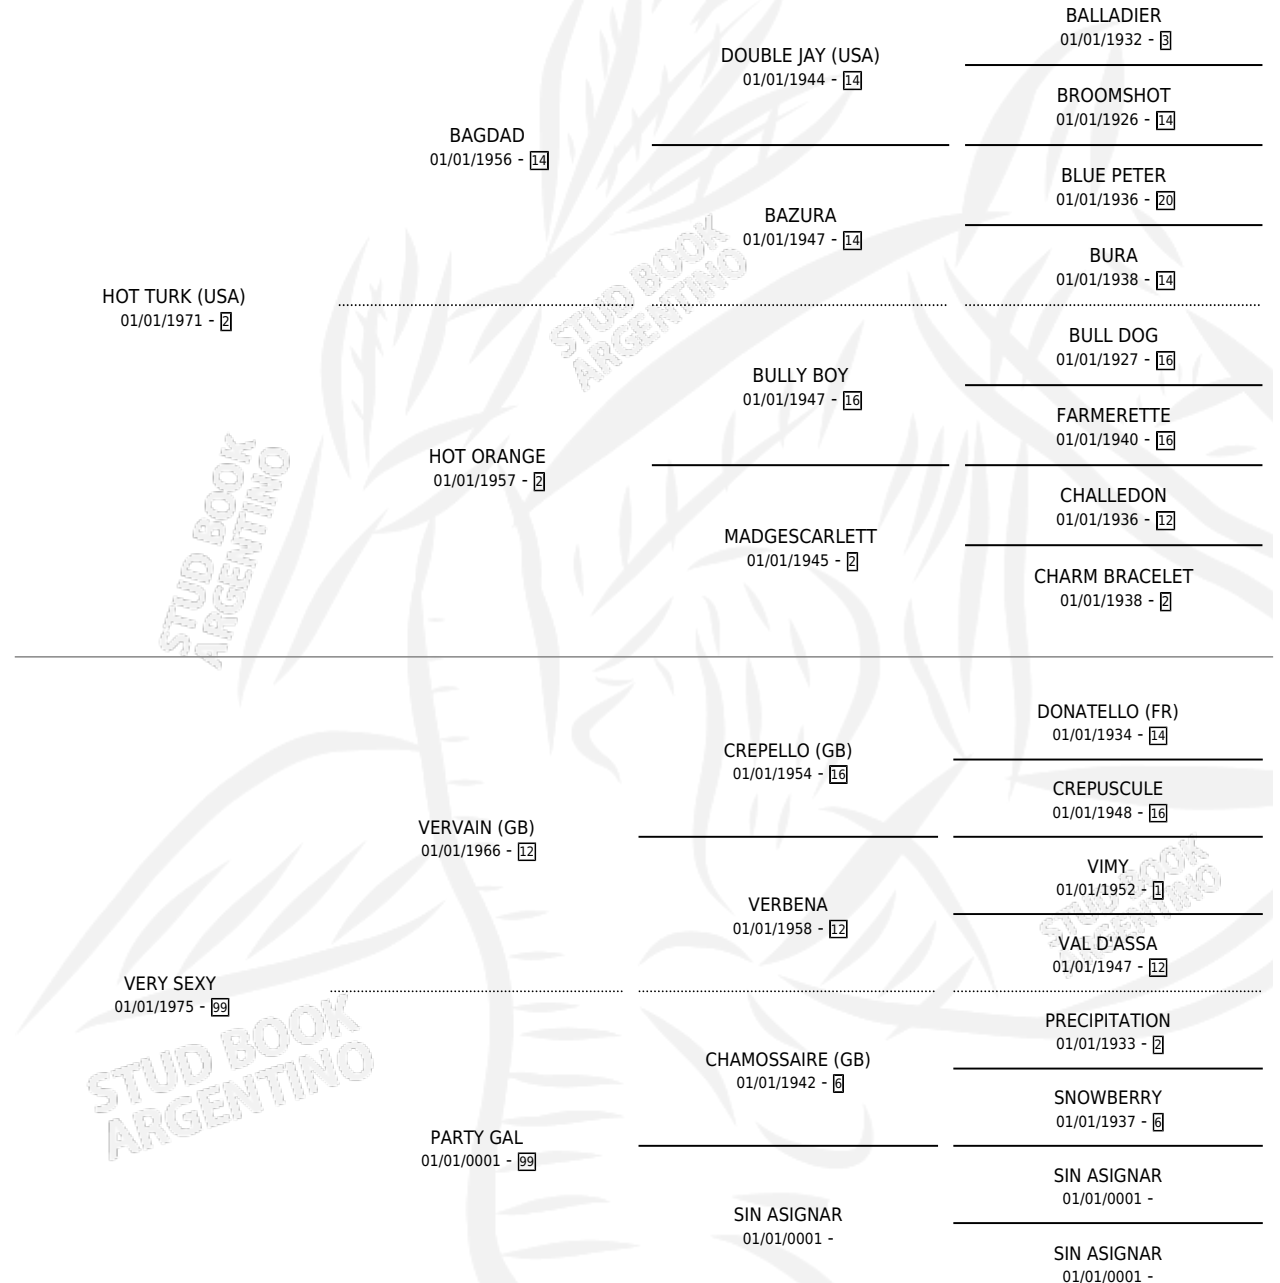 BALLADIER
01/01/1932 - 3
DOUBLE JAY (USA)
01/01/1944 - 14
BROOMSHOT
01/01/1926 - 14
BAGDAD
01/01/1956 - 14
BLUE PETER
01/01/1936 - 20
BAZURA
01/01/1947 - 14
BURA
01/01/1938 - 14
HOT TURK (USA)
01/01/1971 - 2
BULL DOG
01/01/1927 - 16
BULLY BOY
01/01/1947 - 16
FARMERETTE
01/01/1940 - 16
HOT ORANGE
01/01/1957 - 2
CHALLEDON
01/01/1936 - 12
MADGESCARLETT
01/01/1945 - 2
CHARM BRACELET
01/01/1938 - 2
STUD BOOK
ARGENTINO
STUD BOOK
ARGENTINO
DONATELLO (FR)
01/01/1934 - 14
CREPELLO (GB)
01/01/1954 - 16
CREPUSCULE
01/01/1948 - 16
VERVAIN (GB)
01/01/1966 - 12
VIMY
01/01/1952 - 1
VERBENA
01/01/1958 - 12
VAL D'ASSA
01/01/1947 - 12
VERY SEXY
01/01/1975 - 99
PRECIPITATION
01/01/1933 - 2
CHAMOSSAIRE (GB)
01/01/1942 - 6
SNOWBERRY
01/01/1937 - 6
PARTY GAL
01/01/0001 - 99
SIN ASIGNAR
01/01/0001 -
SIN ASIGNAR
01/01/0001 -
SIN ASIGNAR
01/01/0001 -
STUD BOOK
ARGENTINO
STUD BOOK
ARGENTINO